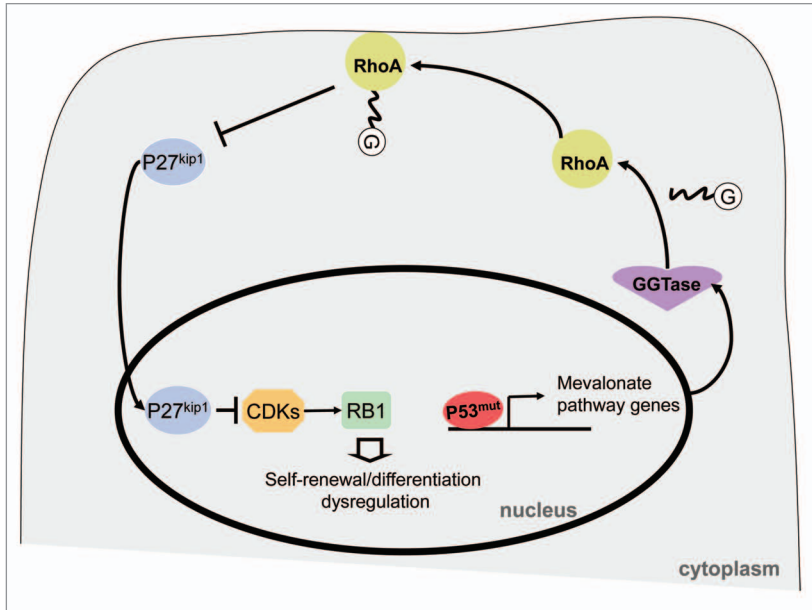 RhoA
G
P27kip1
RhoA
G
GGTase
P27kip1
CDKs
RB1
P53mut
Mevalonate
pathway genes
Self-renewal/differentiation
dysregulation
nucleus
cytoplasm